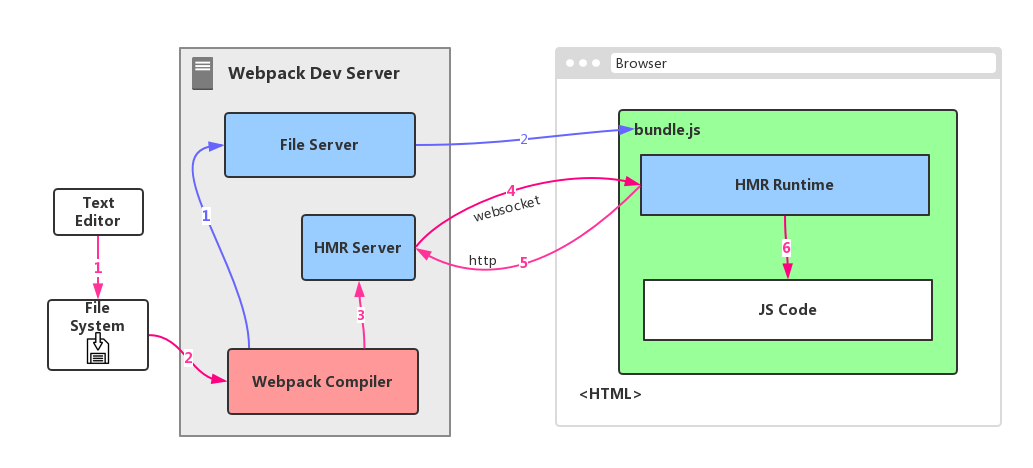 Webpack Dev Server
Browser
File Server
2
bundle.js
1
HMR Runtime
Text
Editor
4
websocket
HMR Server
6
1
http
5
File
System
3
JS Code
2
Webpack Compiler
<HTML>